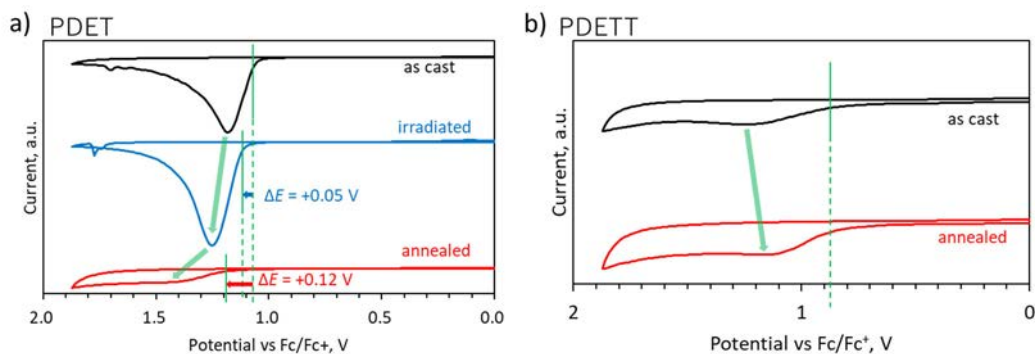 a) PDET
as cast
irradiated
ΔE = +0.05 V
annealed
ΔE = +0.12 V
Current, a.u.
2.0 1.5 1.0 0.5 0.0
Potential vs Fc/Fc+, V
b) PDETT
as cast
annealed
Current, a.u.
2 1 0
Potential vs Fc/Fc⁺, V